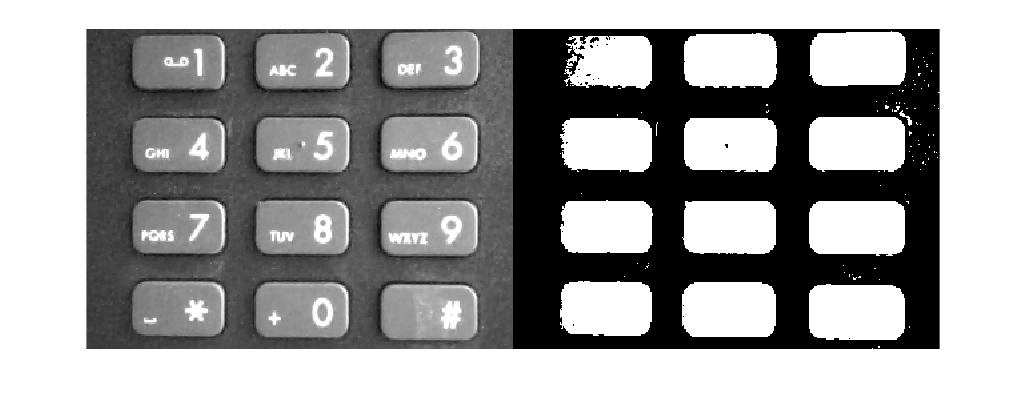 1 ABC 2 DEF 3
GHI 4 JKL 5 MNO 6
PQRS 7 TUV 8 WXYZ 9
* + 0 #